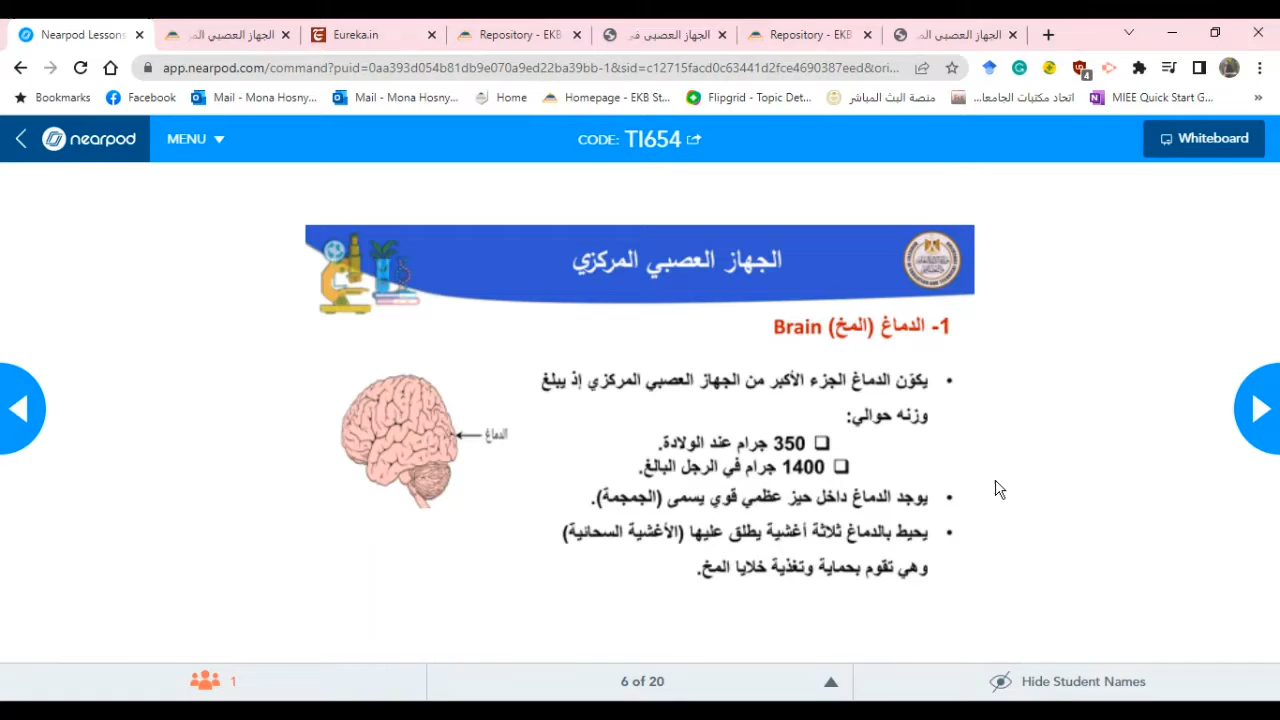 Nearpod Lessons
الجهاز العصبي الم
Eureka.in
Repository - EKB
الجهاز العصبي في
Repository - EKB
الجهاز العصبي الم
app.nearpod.com/command?puid=0aa393d054b81db9e070a9ed22ba39bb-1&sid=c12715facd0c63441d2fce4690387eed&ori...
4
Bookmarks
Facebook
Mail - Mona Hosny...
Mail - Mona Hosny...
Home
Homepage - EKB St...
Flipgrid - Topic Det...
منصة البث المباشر
اتحاد مكتبات الجامعا...
MIEE Quick Start G...
»
nearpod
MENU
CODE: TI654
Whiteboard
الجهاز العصبي المركزي
1- الدماغ (المخ) Brain
• يكوّن الدماغ الجزء الأكبر من الجهاز العصبي المركزي إذ يبلغ
وزنه حوالي:
❑ 350 جرام عند الولادة.
❑ 1400 جرام في الرجل البالغ.
• يوجد الدماغ داخل حيز عظمي قوي يسمى (الجمجمة).
• يحيط بالدماغ ثلاثة أغشية يطلق عليها (الأغشية السحائية)
وهي تقوم بحماية وتغذية خلايا المخ.
الدماغ
1
6 of 20
Hide Student Names